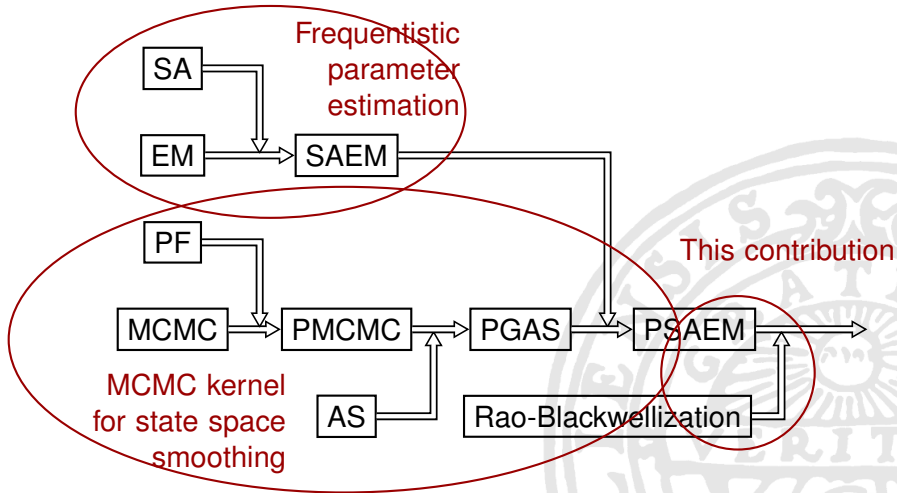 Frequentistic
parameter
estimation
SA
EM
SAEM
PF
This contribution
MCMC
PMCMC
PGAS
PSAEM
MCMC kernel
for state space
smoothing
AS
Rao-Blackwellization